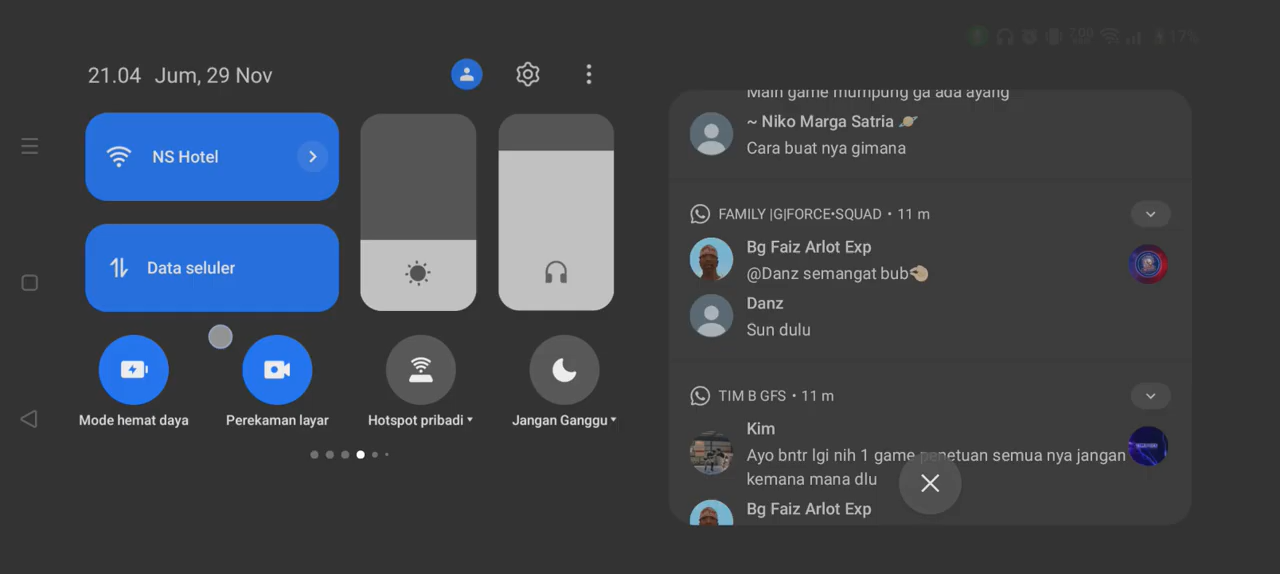 21.04 Jum, 29 Nov
NS Hotel
Data seluler
Mode hemat daya
Perekaman layar
Hotspot pribadi
Jangan Ganggu
17%
Main game mumpung ga ada ayang
~ Niko Marga Satria 🪐
Cara buat nya gimana
FAMILY |G|FORCE•SQUAD • 11 m
Bg Faiz Arlot Exp
@Danz semangat bub
Danz
Sun dulu
TIM B GFS • 11 m
Kim
Ayo bntr lgi nih 1 game penetuan semua nya jangan
kemana mana dlu
Bg Faiz Arlot Exp